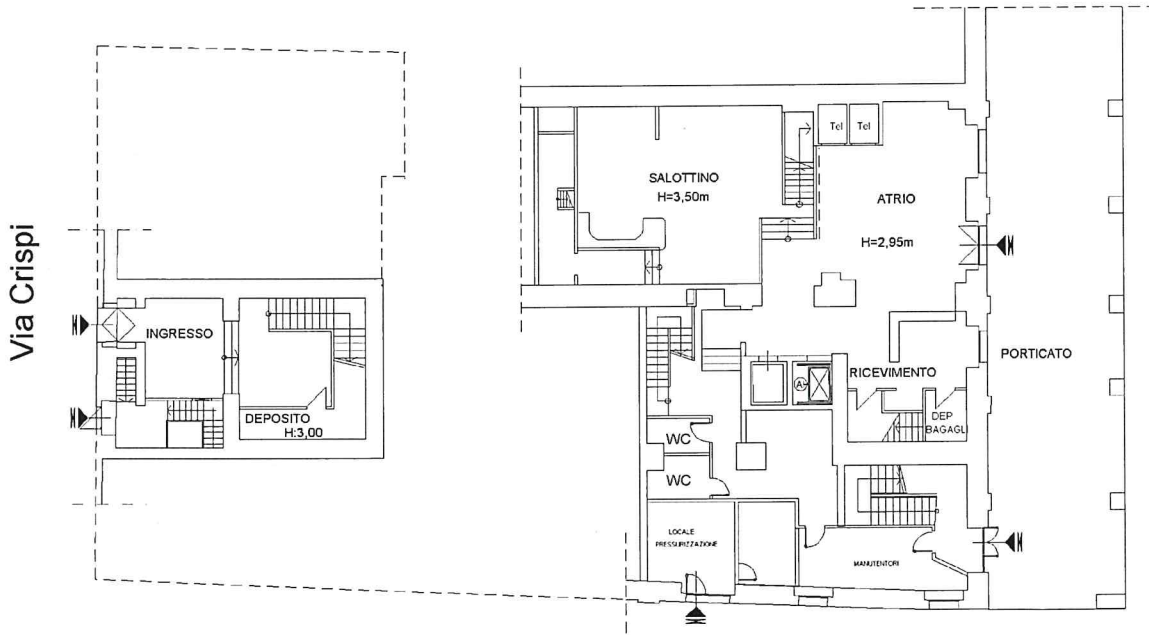 Via Crispi
INGRESSO
DEPOSITO
H:3,00
SALOTTINO
H=3,50m
Tel
Tel
ATRIO
H=2,95m
A
RICEVIMENTO
PORTICATO
DEP
BAGAGLI
WC
WC
LOCALE
PRESSURIZZAZIONE
MANUTENTORI